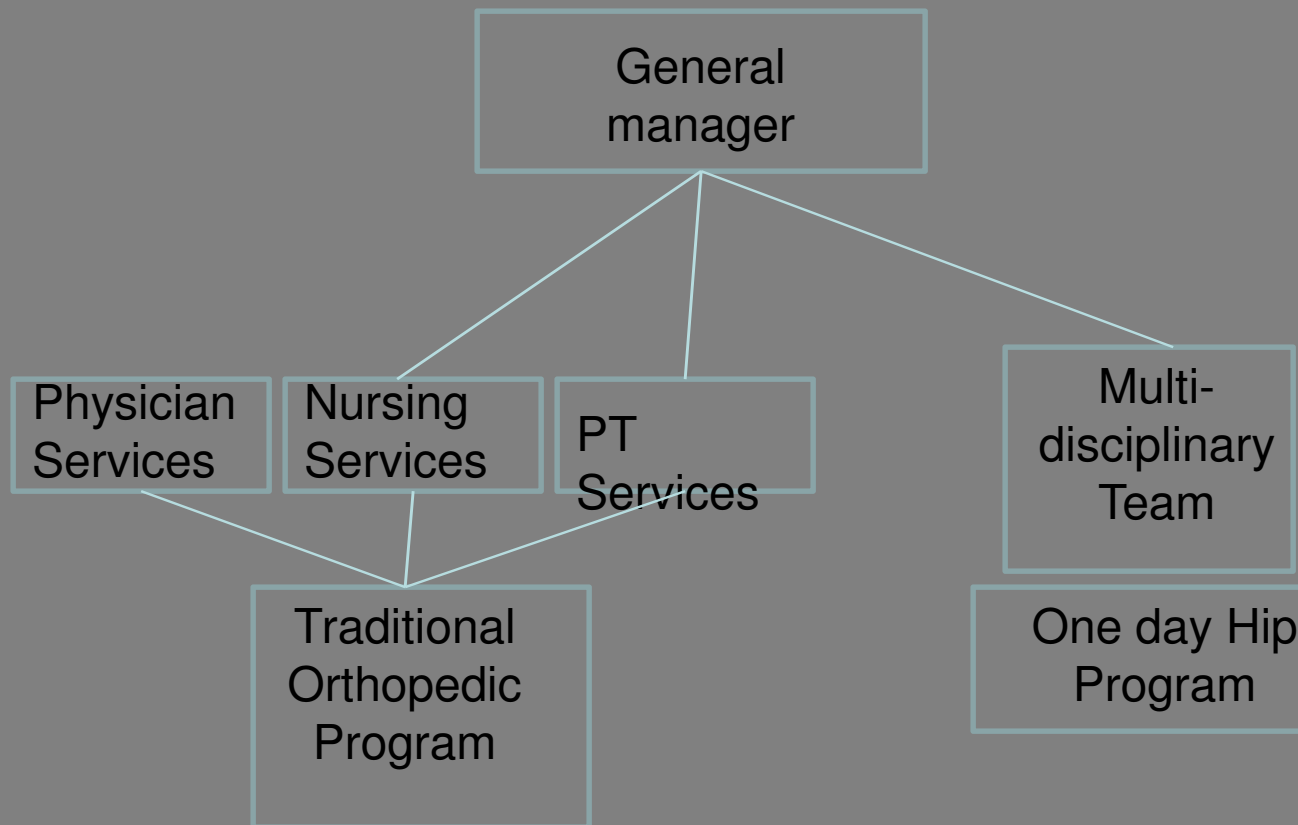 General
manager
Physician
Services
Nursing
Services
PT
Services
Multi-
disciplinary
Team
Traditional
Orthopedic
Program
One day Hip
Program